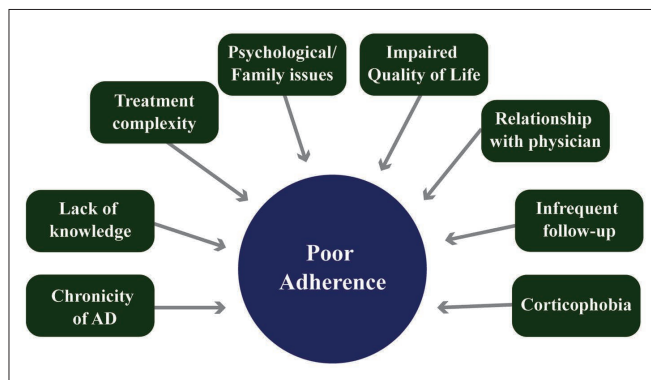 Psychological/
Family issues
Impaired
Quality of Life
Treatment
complexity
Relationship
with physician
Lack of
knowledge
Infrequent
follow-up
Chronicity
of AD
Corticophobia
Poor
Adherence